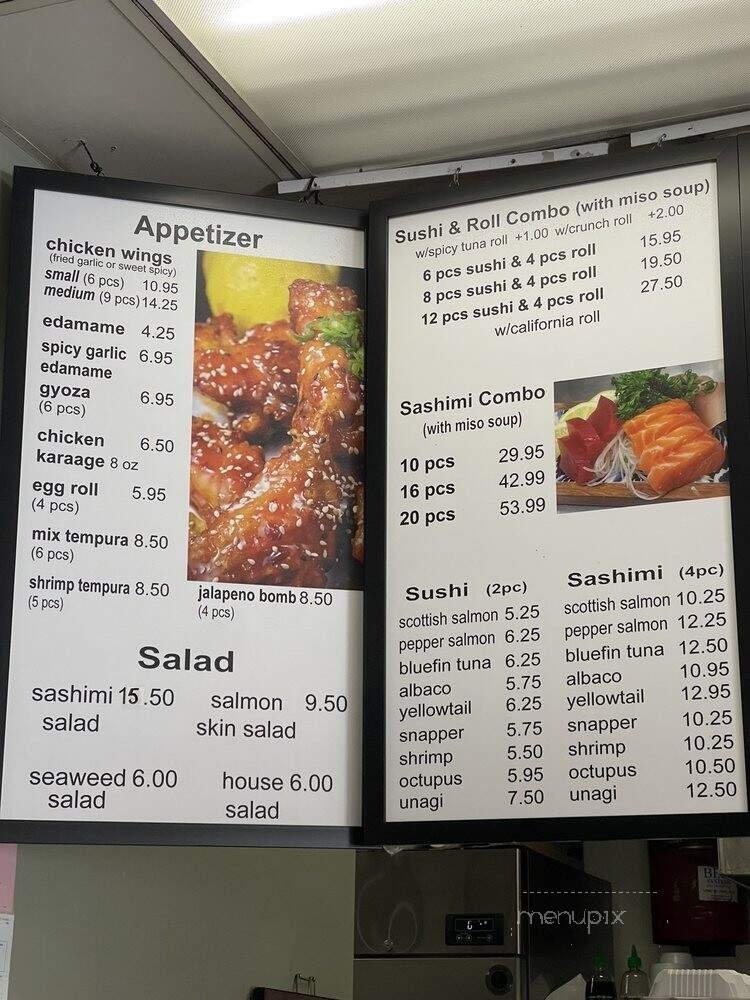 Appetizer
chicken wings
(fried garlic or sweet spicy)
small (6 pcs) 10.95
medium (9 pcs) 14.25
edamame 4.25
spicy garlic 6.95
edamame
gyoza 6.95
(6 pcs)
chicken 6.50
karaage 8 oz
egg roll 5.95
(4 pcs)
mix tempura 8.50
(6 pcs)
shrimp tempura 8.50
(5 pcs)
jalapeno bomb 8.50
(4 pcs)
Salad
sashimi 15.50
salad
salmon 9.50
skin salad
seaweed 6.00
salad
house 6.00
salad
Sushi & Roll Combo (with miso soup)
w/spicy tuna roll +1.00 w/crunch roll +2.00
6 pcs sushi & 4 pcs roll 15.95
8 pcs sushi & 4 pcs roll 19.50
12 pcs sushi & 4 pcs roll 27.50
w/california roll
Sashimi Combo
(with miso soup)
10 pcs 29.95
16 pcs 42.99
20 pcs 53.99
Sushi (2pc)
scottish salmon 5.25
pepper salmon 6.25
bluefin tuna 6.25
albaco 5.75
yellowtail 6.25
snapper 5.75
shrimp 5.50
octupus 5.95
unagi 7.50
Sashimi (4pc)
scottish salmon 10.25
pepper salmon 12.25
bluefin tuna 12.50
albaco 10.95
yellowtail 12.95
snapper 10.25
shrimp 10.25
octupus 10.50
unagi 12.50
menupix